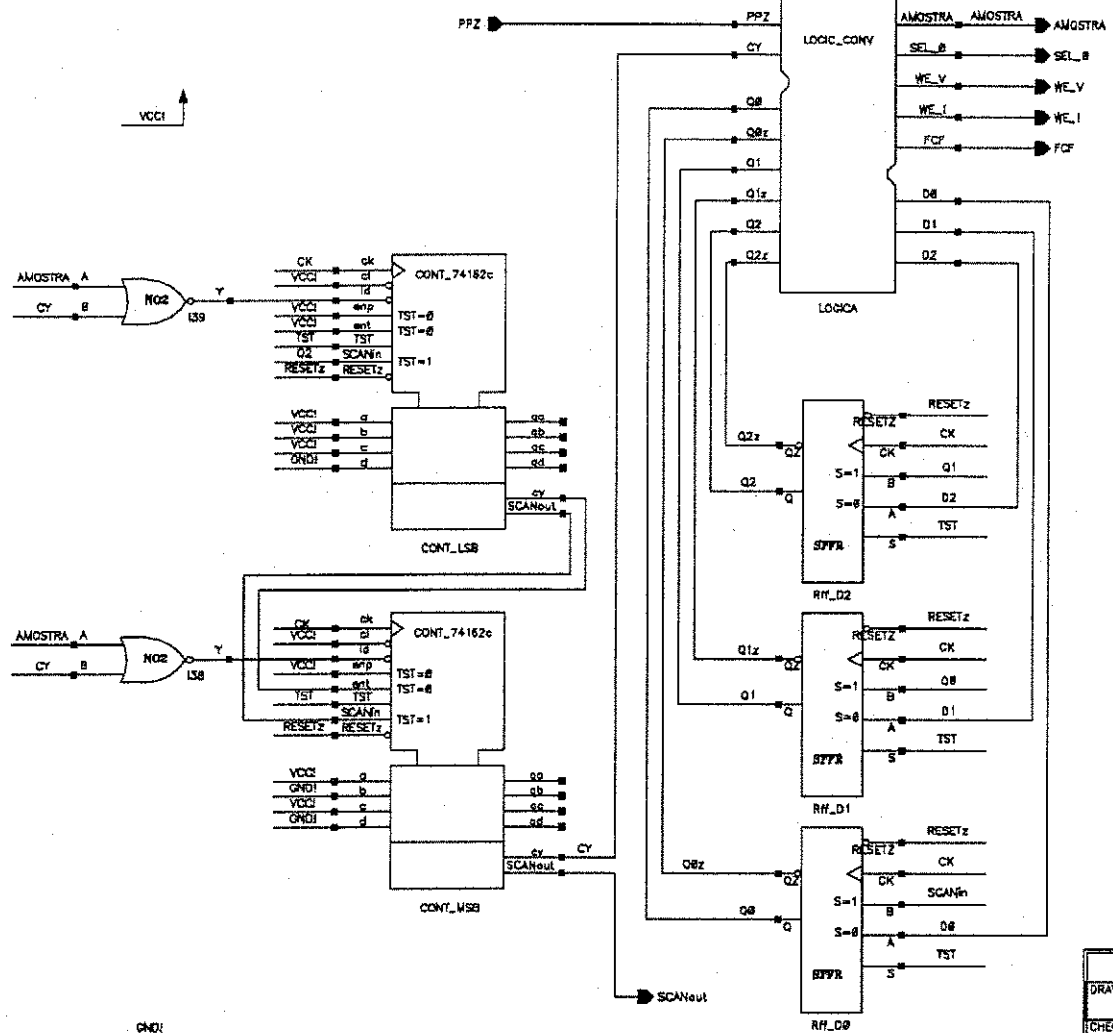 PPZ PPZ AMOSTRA AMOSTRA AMOSTRA
LOGIC_CONV
CY SEL_0 SEL_0
WE_V WE_V
VCC!
Q0 WE_I WE_I
Q0z FCF FCF
Q1
Q1z D0
Q2 D1
Q2z D2
LOGICA
AMOSTRA A
NO2 Y
CY B
I39
CK ck
CONT_74162c
VCC! cl
ld
VCC! enp TST=0
VCC! ent TST=0
TST TST
Q2 SCANin TST=1
RESETz RESETz
VCC! a qa
VCC! b qb
VCC! c qc
GND! d qd
cy
SCANout
CONT_LSB
RESETz
RESETZ
Q2z QZ CK CK
S=1 B Q1
Q2 Q S=0 A D2
SFFR S TST
Rff_D2
AMOSTRA A
NO2 Y
CY B
I38
CK ck
CONT_74162c
VCC! cl
ld
VCC! enp TST=0
ent TST=0
TST TST
SCANin TST=1
RESETz RESETz
VCC! a qa
GND! b qb
VCC! c qc
GND! d qd
cy CY
SCANout
CONT_MSB
RESETz
RESETZ
Q1z QZ CK CK
S=1 B Q0
Q1 Q S=0 A D1
SFFR S TST
Rff_D1
RESETz
RESETZ
Q0z QZ CK CK
S=1 B SCANin
Q0 Q S=0 A D0
SFFR S TST
Rff_D0
SCANout
GND!